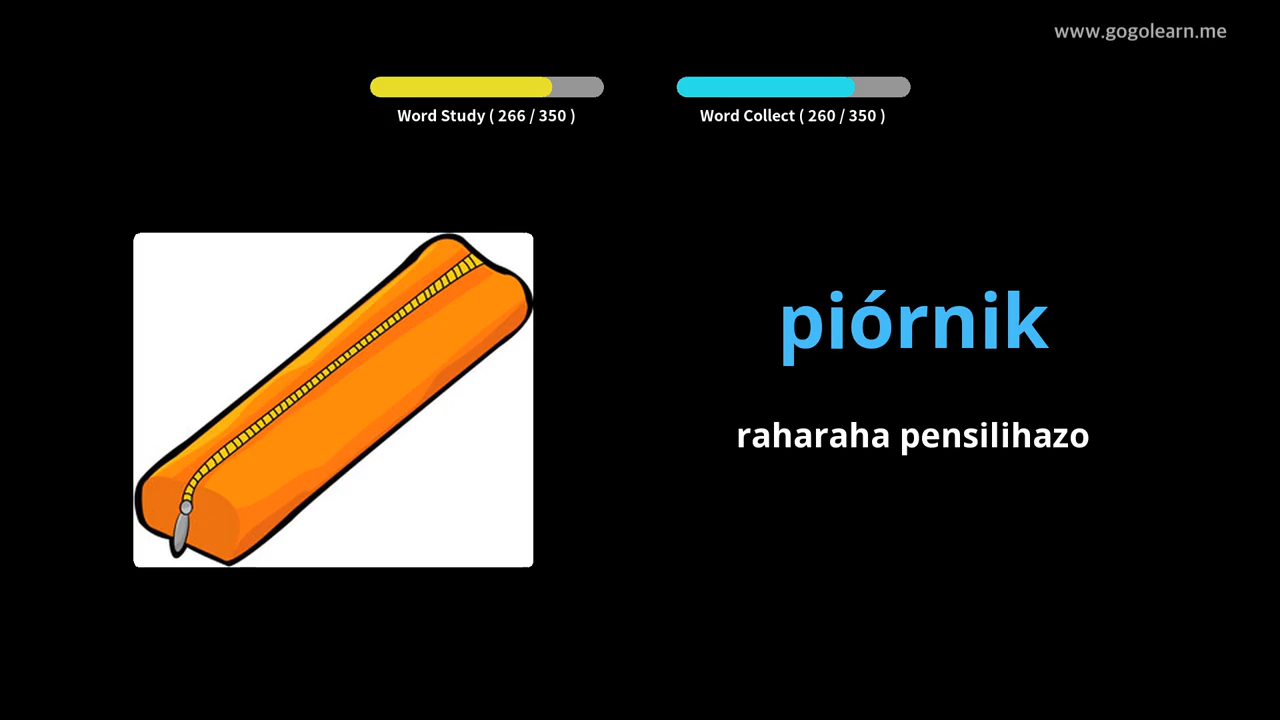 www.gogolearn.me
Word Study ( 266 / 350 )
Word Collect ( 260 / 350 )
piórnik
raharaha pensilihazo